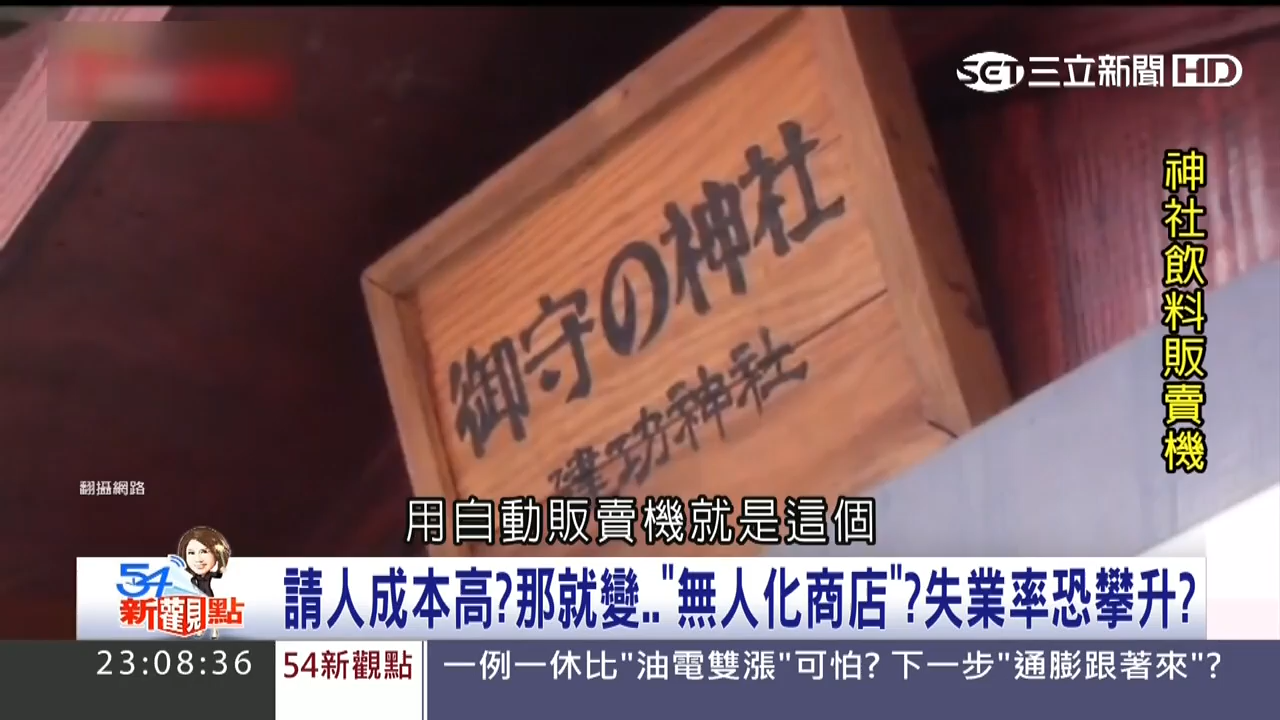 SET三立新聞HD
神社飲料販賣機
御守の神社
建功神社
翻攝網路
用自動販賣機就是這個
54新觀點
請人成本高?那就變.."無人化商店"?失業率恐攀升?
23:08:36
54新觀點
一例一休比"油電雙漲"可怕? 下一步"通膨跟著來"?